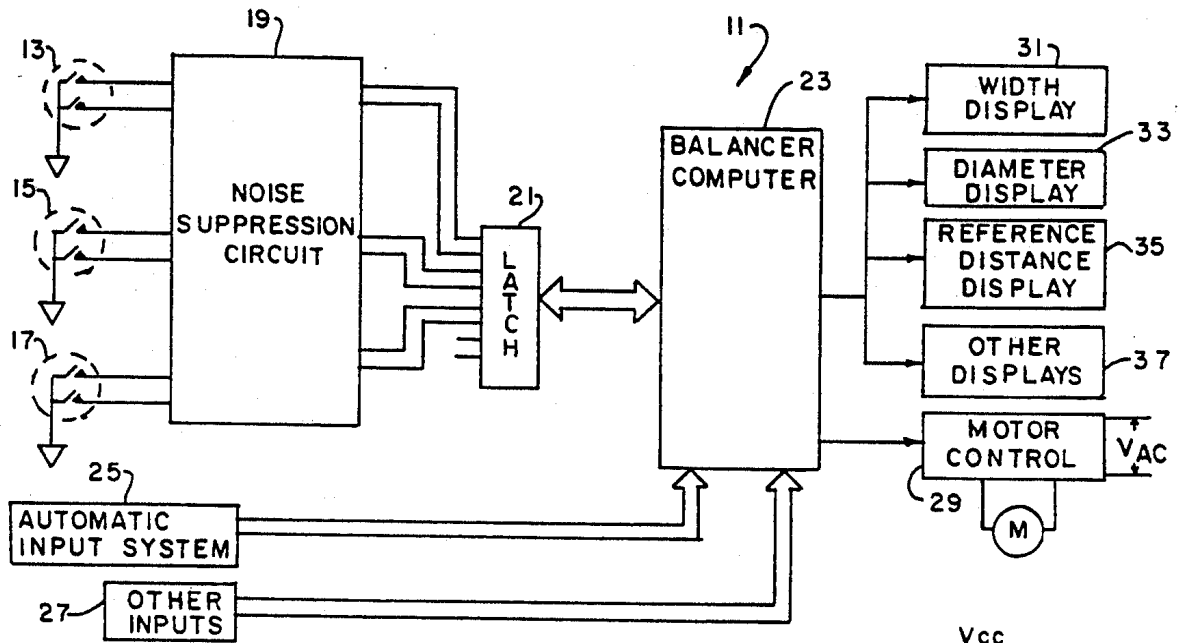 13
19
11
31
WIDTH
DISPLAY
23
33
BALANCER
COMPUTER
DIAMETER
DISPLAY
15
NOISE
SUPPRESSION
CIRCUIT
21
LATCH
REFERENCE
DISTANCE
DISPLAY
35
17
OTHER
DISPLAYS
37
MOTOR
CONTROL
VAC
29
M
25
AUTOMATIC
INPUT SYSTEM
27
OTHER
INPUTS
Vcc